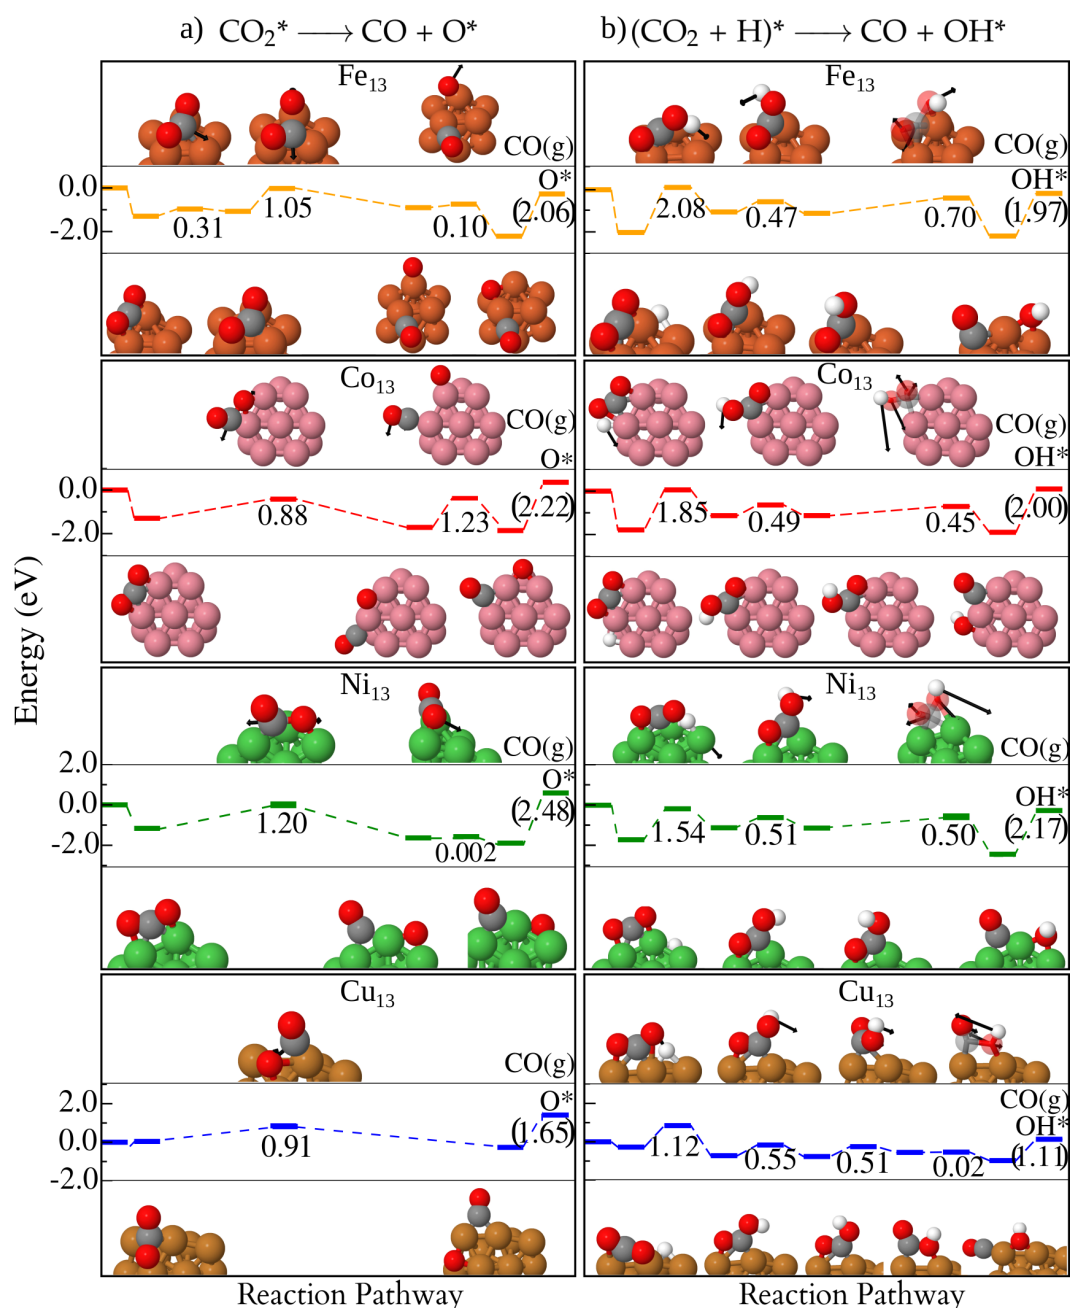 a) CO₂* ⟶ CO + O*
b) (CO₂ + H)* ⟶ CO + OH*
Energy (eV)
Fe₁₃
CO(g)
O*
0.0
-2.0
0.31
1.05
0.10
(2.06)
Fe₁₃
CO(g)
OH*
2.08
0.47
0.70
(1.97)
Co₁₃
CO(g)
O*
0.0
-2.0
0.88
1.23
(2.22)
Co₁₃
CO(g)
OH*
1.85
0.49
0.45
(2.00)
Ni₁₃
CO(g)
2.0
O*
0.0
-2.0
1.20
0.002
(2.48)
Ni₁₃
CO(g)
OH*
1.54
0.51
0.50
(2.17)
Cu₁₃
CO(g)
O*
2.0
0.0
-2.0
0.91
(1.65)
Cu₁₃
CO(g)
OH*
1.12
0.55
0.51
0.02
(1.11)
Reaction Pathway
Reaction Pathway